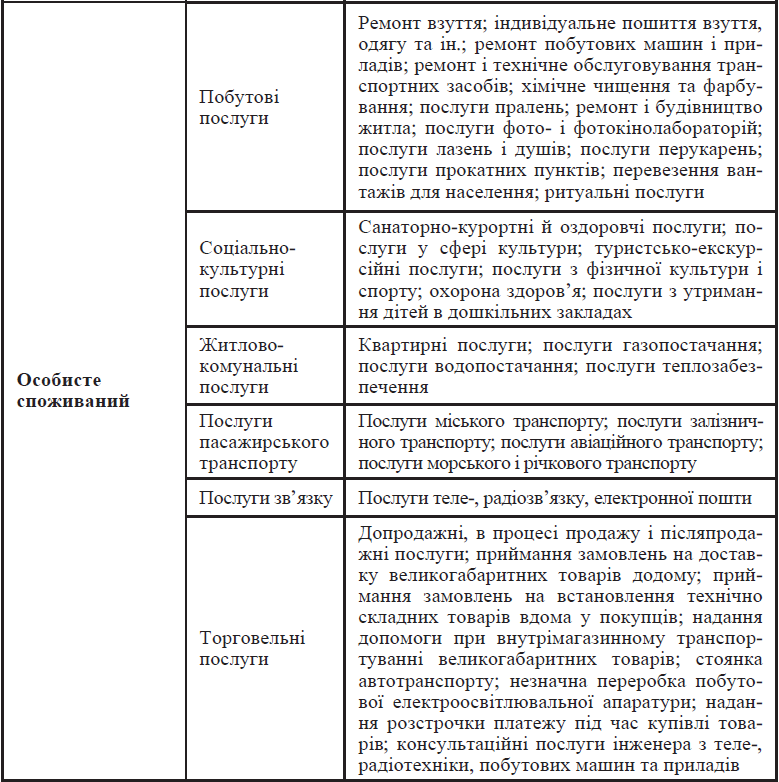 Особисте
споживаний
Побутові
послуги
Ремонт взуття; індивідуальне пошиття взуття,
одягу та ін.; ремонт побутових машин і при-
ладів; ремонт і технічне обслуговування тран-
спортних засобів; хімічне чищення та фарбу-
вання; послуги пралень; ремонт і будівництво
житла; послуги фото- і фотокінолабораторій;
послуги лазень і душів; послуги перукарень;
послуги прокатних пунктів; перевезення ван-
тажів для населення; ритуальні послуги
Соціально-
культурні
послуги
Санаторно-курортні й оздоровчі послуги; по-
слуги у сфері культури; туристсько-екскур-
сійні послуги; послуги з фізичної культури і
спорту; охорона здоров’я; послуги з утриман-
ня дітей в дошкільних закладах
Житлово-
комунальні
послуги
Квартирні послуги; послуги газопостачання;
послуги водопостачання; послуги теплозабез-
печення
Послуги
пасажирського
транспорту
Послуги міського транспорту; послуги залізнич-
ного транспорту; послуги авіаційного транспорту;
послуги морського і річкового транспорту
Послуги зв’язку
Послуги теле-, радіозв’язку, електронної пошти
Торговельні
послуги
Допродажні, в процесі продажу і післяпрода-
жні послуги; приймання замовлень на достав-
ку великогабаритних товарів додому; прий-
мання замовлень на встановлення технічно
складних товарів вдома у покупців; надання
допомоги при внутрімагазинному транспор-
туванні великогабаритних товарів; стоянка
автотранспорту; незначна переробка побуто-
вої електроосвітлювальної апаратури; надан-
ня розстрочки платежу під час купівлі това-
рів; консультаційні послуги інженера з теле-,
радіотехніки, побутових машин та приладів